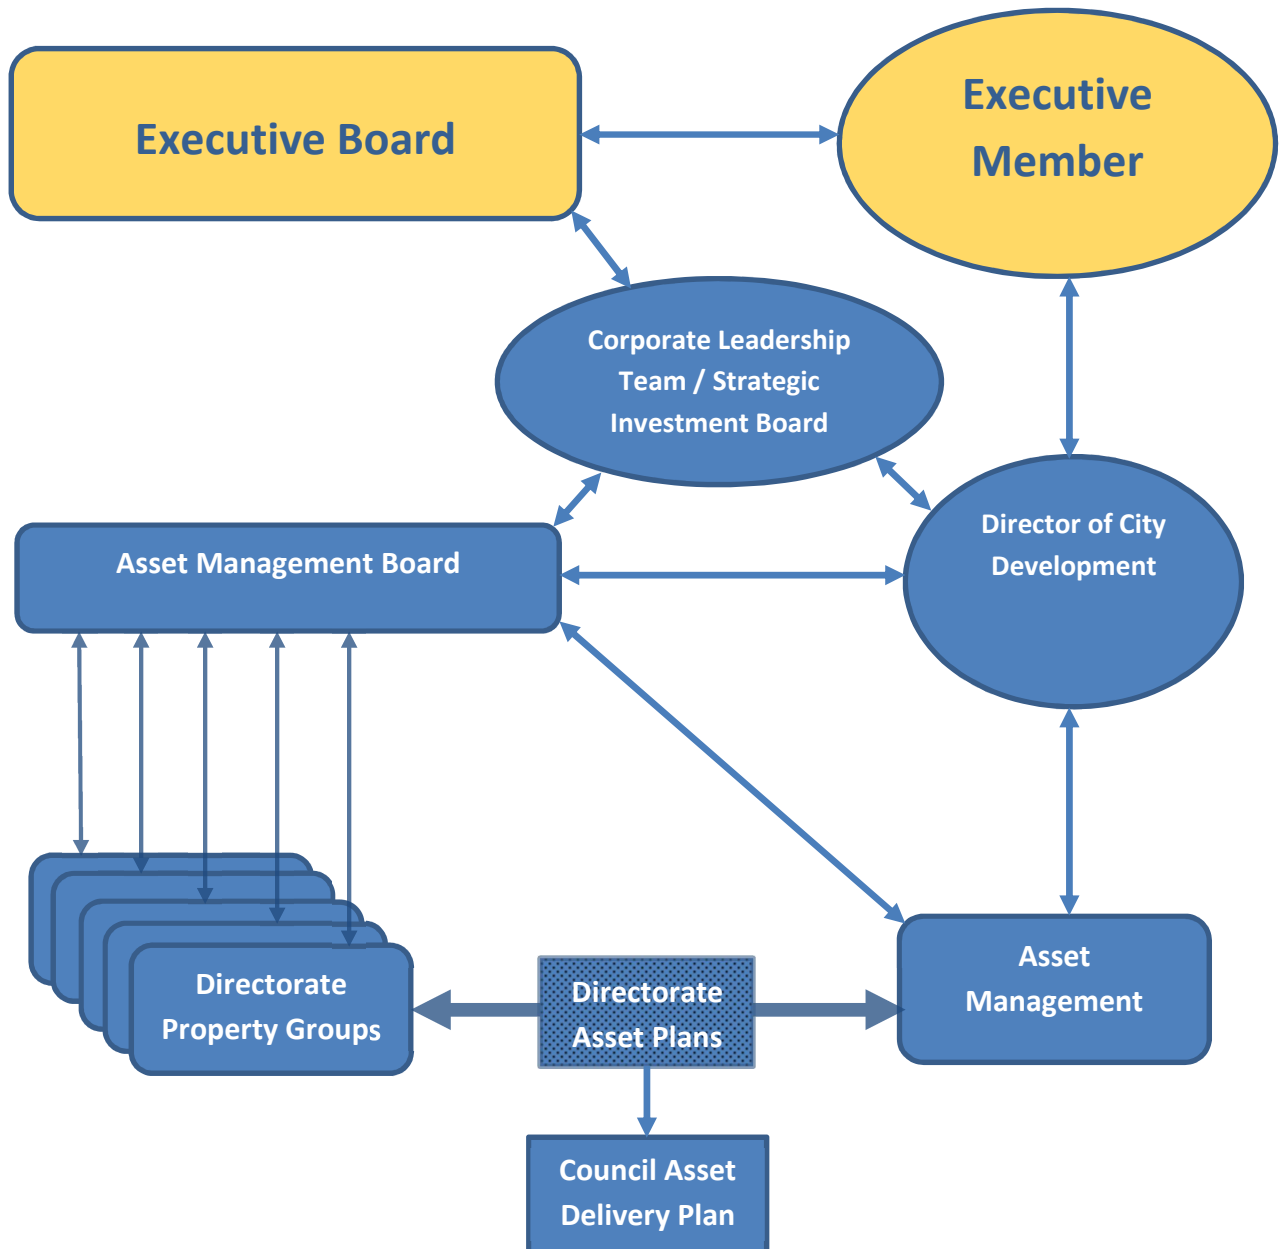 Executive Board
Executive
Member
Corporate Leadership
Team / Strategic
Investment Board
Asset Management Board
Director of City
Development
Directorate
Property Groups
Directorate
Asset Plans
Asset
Management
Council Asset
Delivery Plan